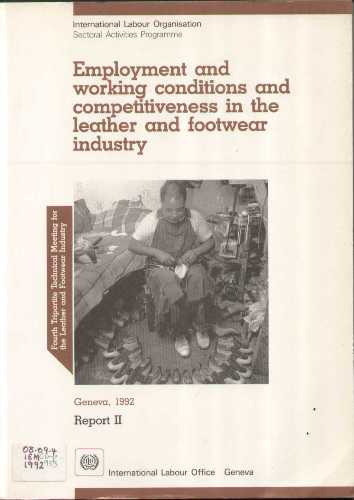 International Labour Organisation
Sectoral Activities Programme
Employment and
working conditions and
competitiveness in the
leather and footwear
industry
Fourth Tripartite Technical Meeting for
the Leather and Footwear Industry
Geneva, 1992
Report II
08.09.4
1992
International Labour Office Geneva